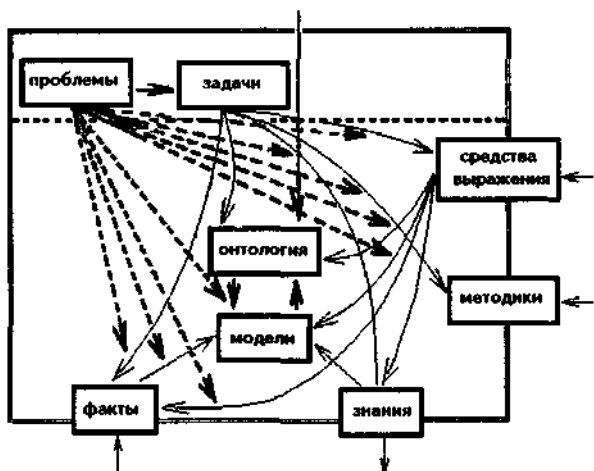 проблемы
задачи
средства
выражения
онтология
методики
модели
факты
знания